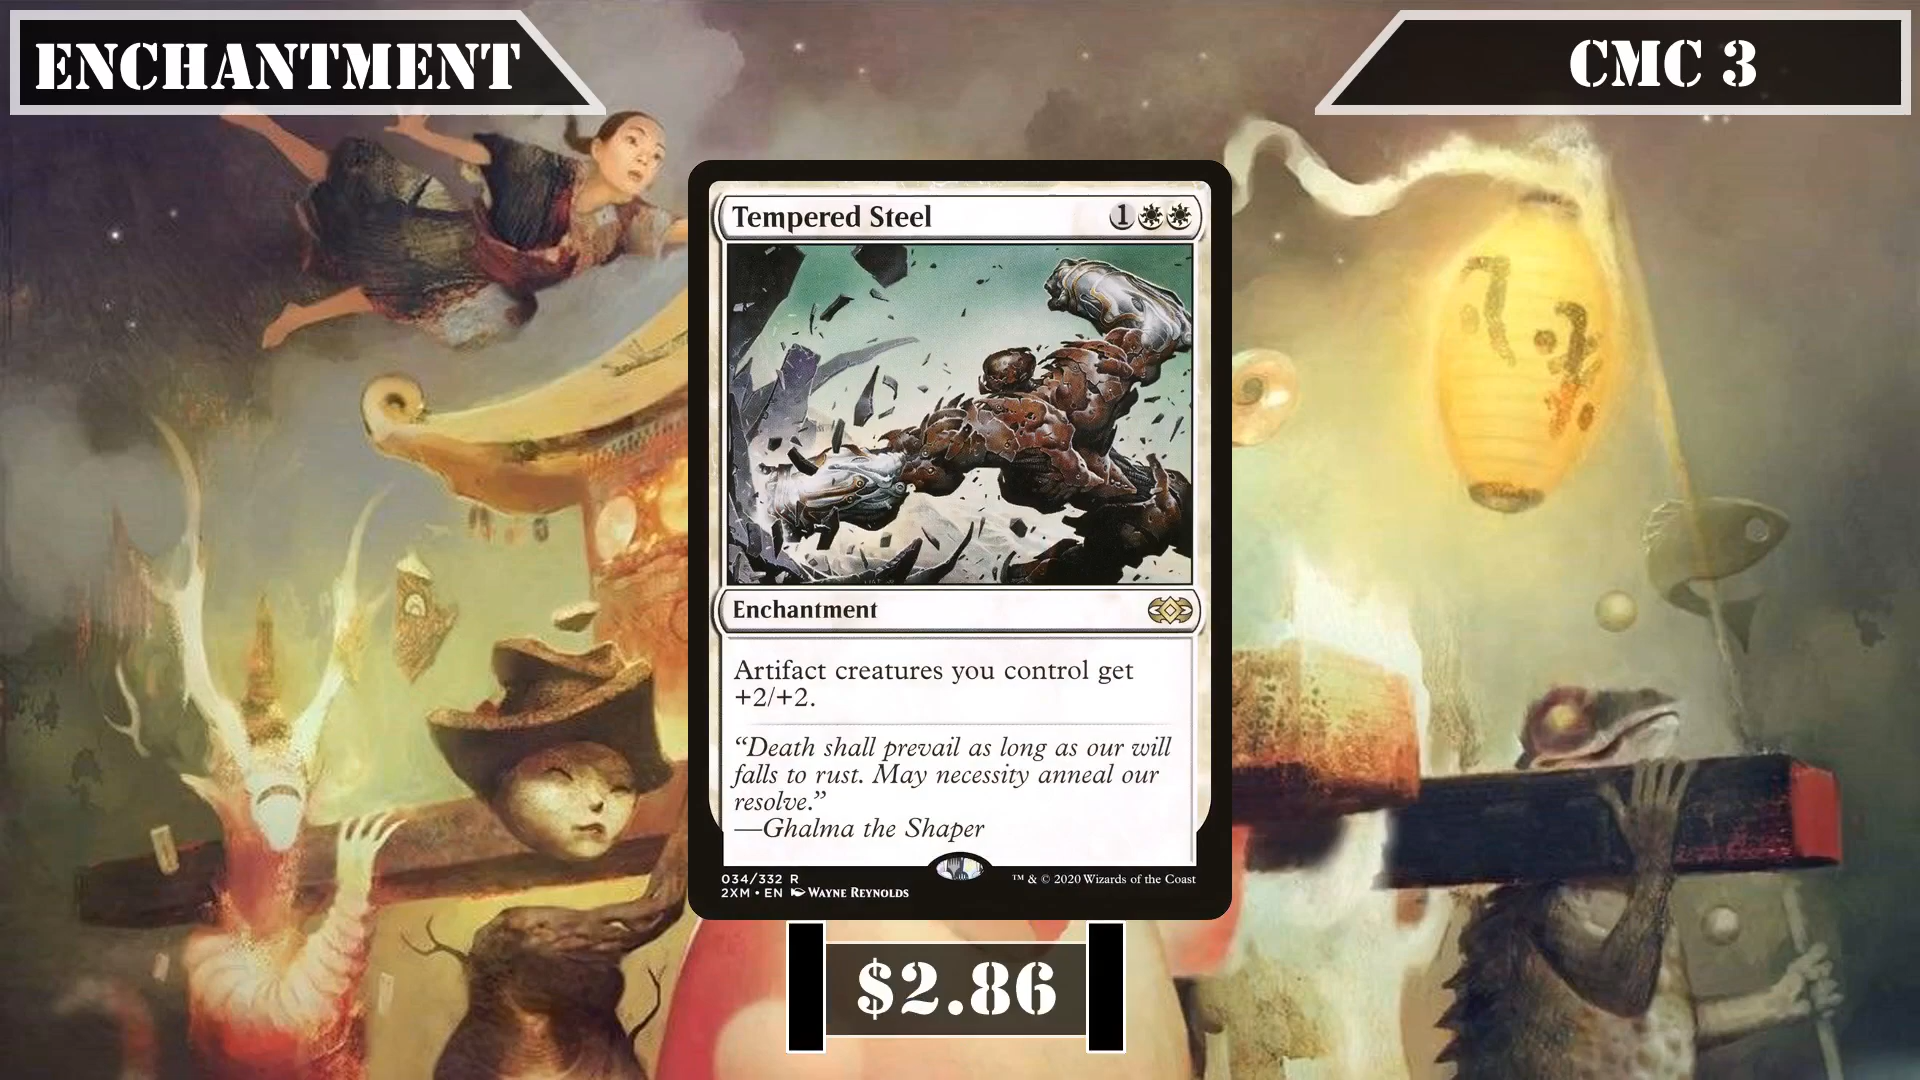 ENCHANTMENT
CMC 3
Tempered Steel 1
Enchantment
Artifact creatures you control get
+2/+2.
“Death shall prevail as long as our will
falls to rust. May necessity anneal our
resolve.”
—Ghalma the Shaper
034/332 R
2XM • EN Wayne Reynolds
™ & © 2020 Wizards of the Coast
$2.86